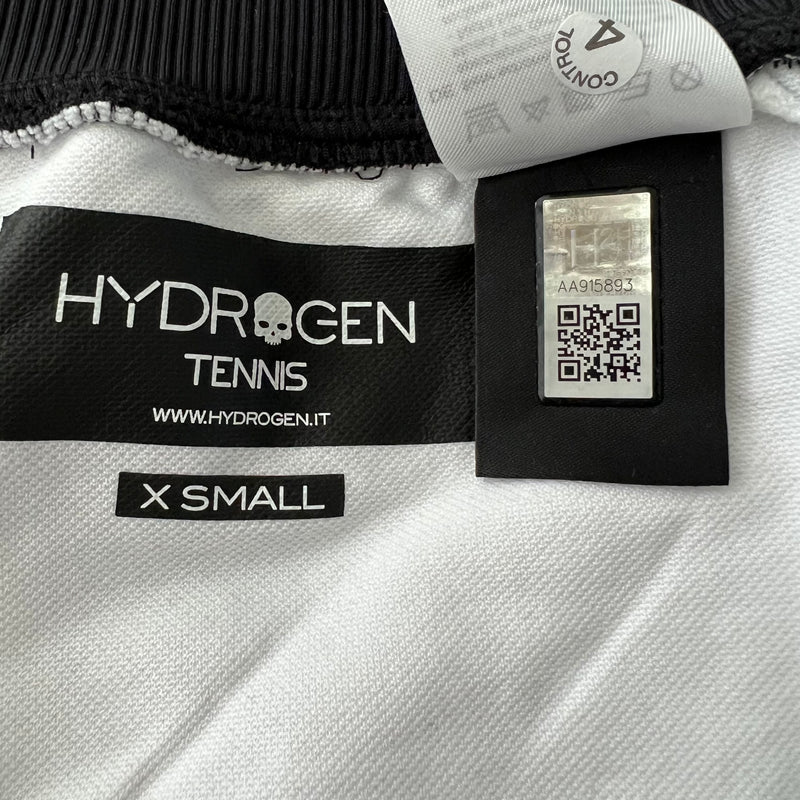 4
CONTROL
HYDROGEN
TENNIS
WWW.HYDROGEN.IT
X SMALL
AA915893